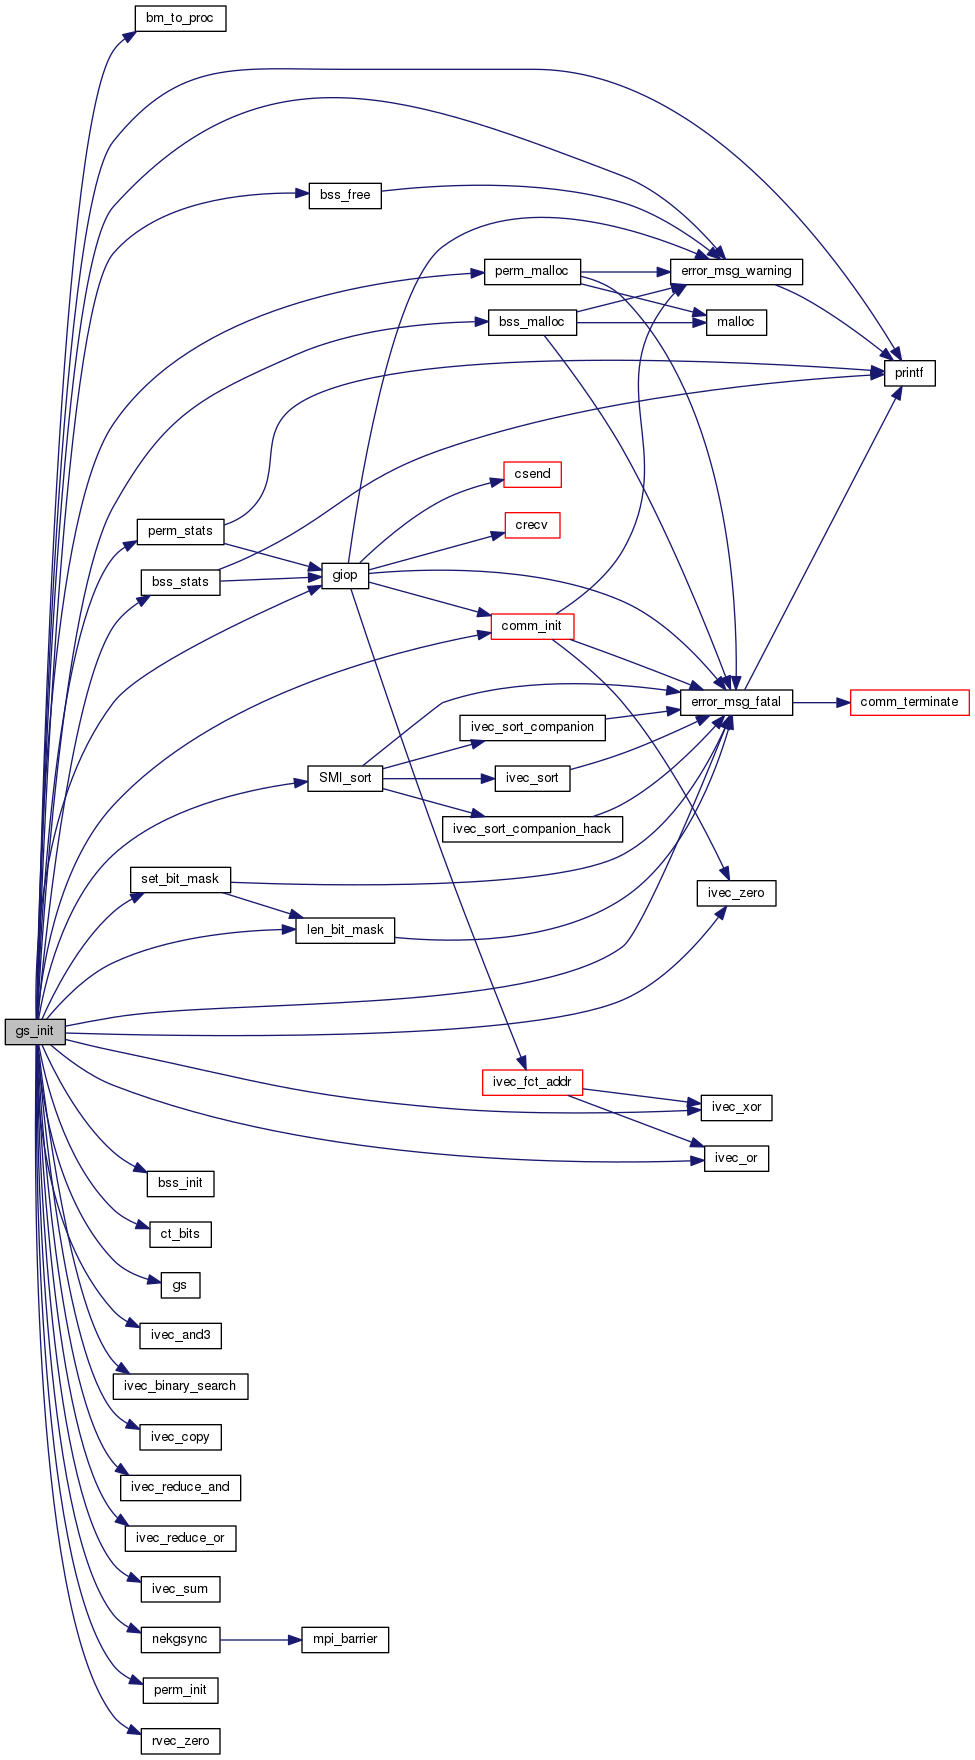 bm_to_proc
bss_free
error_msg_warning
perm_malloc
bss_malloc
malloc
printf
csend
crecv
perm_stats
bss_stats
giop
comm_init
error_msg_fatal
comm_terminate
ivec_sort_companion
SMI_sort
ivec_sort
ivec_sort_companion_hack
set_bit_mask
ivec_zero
len_bit_mask
gs_init
ivec_fct_addr
ivec_xor
ivec_or
bss_init
ct_bits
gs
ivec_and3
ivec_binary_search
ivec_copy
ivec_reduce_and
ivec_reduce_or
ivec_sum
nekgsync
mpi_barrier
perm_init
rvec_zero